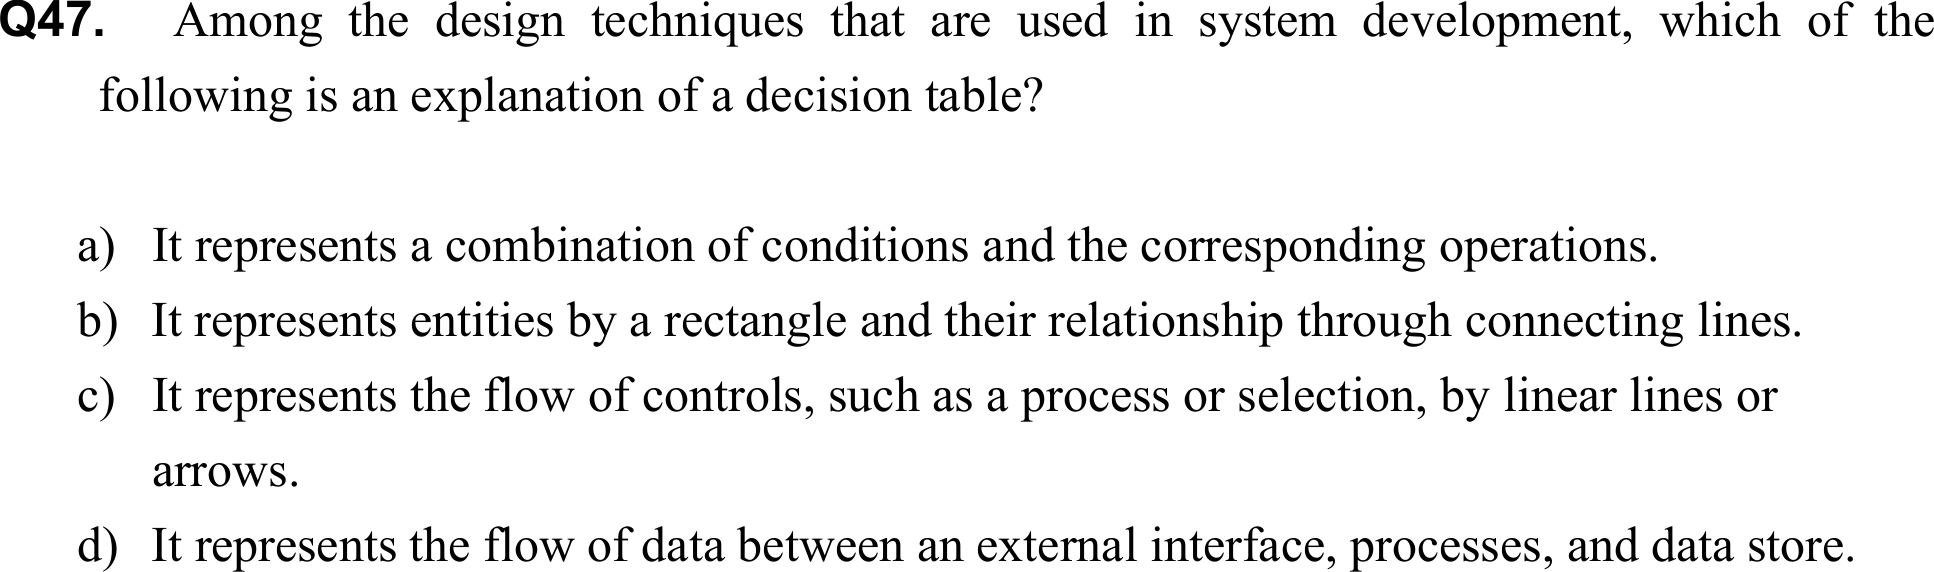 Q47. Among the design techniques that are used in system development, which of the
following is an explanation of a decision table?
a) It represents a combination of conditions and the corresponding operations.
b) It represents entities by a rectangle and their relationship through connecting lines.
c) It represents the flow of controls, such as a process or selection, by linear lines or
arrows.
d) It represents the flow of data between an external interface, processes, and data store.